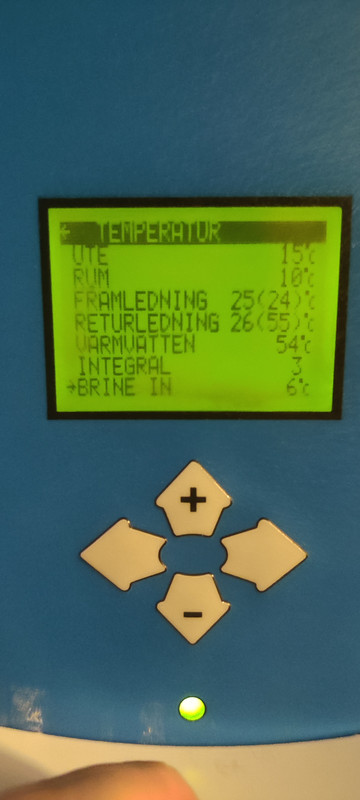 ← TEMPERATUR
UTE 15°C
RUM 10°C
FRAMLEDNING 25(24)°C
RETURLEDNING 26(55)°C
VARMVATTEN 54°C
INTEGRAL 3
→BRINE IN 6°C
+
-